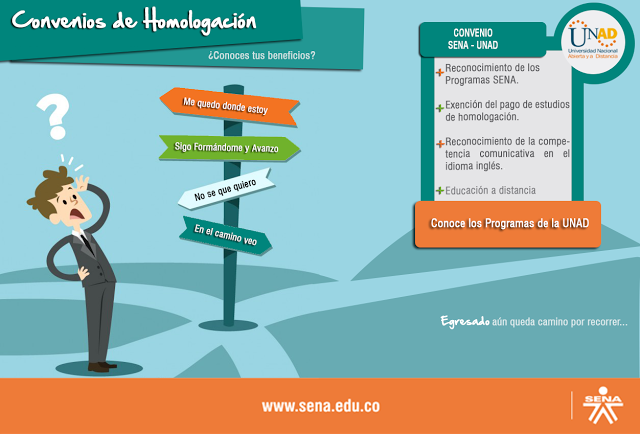 Convenios de Homologación
¿Conoces tus beneficios?
?
Me quedo donde estoy
Sigo Formándome y Avanzo
No se que quiero
En el camino veo
CONVENIO
SENA - UNAD
UNAD
Universidad Nacional
Abierta y a Distancia
+ Reconocimiento de los
Programas SENA.
+ Exención del pago de estudios
de homologación.
+ Reconocimiento de la compe-
tencia comunicativa en el
idioma inglés.
+ Educación a distancia
Conoce los Programas de la UNAD
Egresado aún queda camino por recorrer...
www.sena.edu.co
SENA